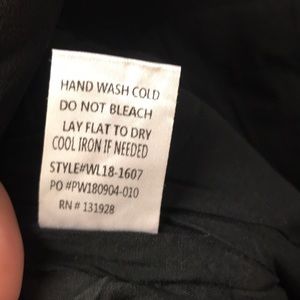 HAND WASH COLD
DO NOT BLEACH
LAY FLAT TO DRY
COOL IRON IF NEEDED
STYLE#WL18-1607
PO #PW180904-010
RN # 131928